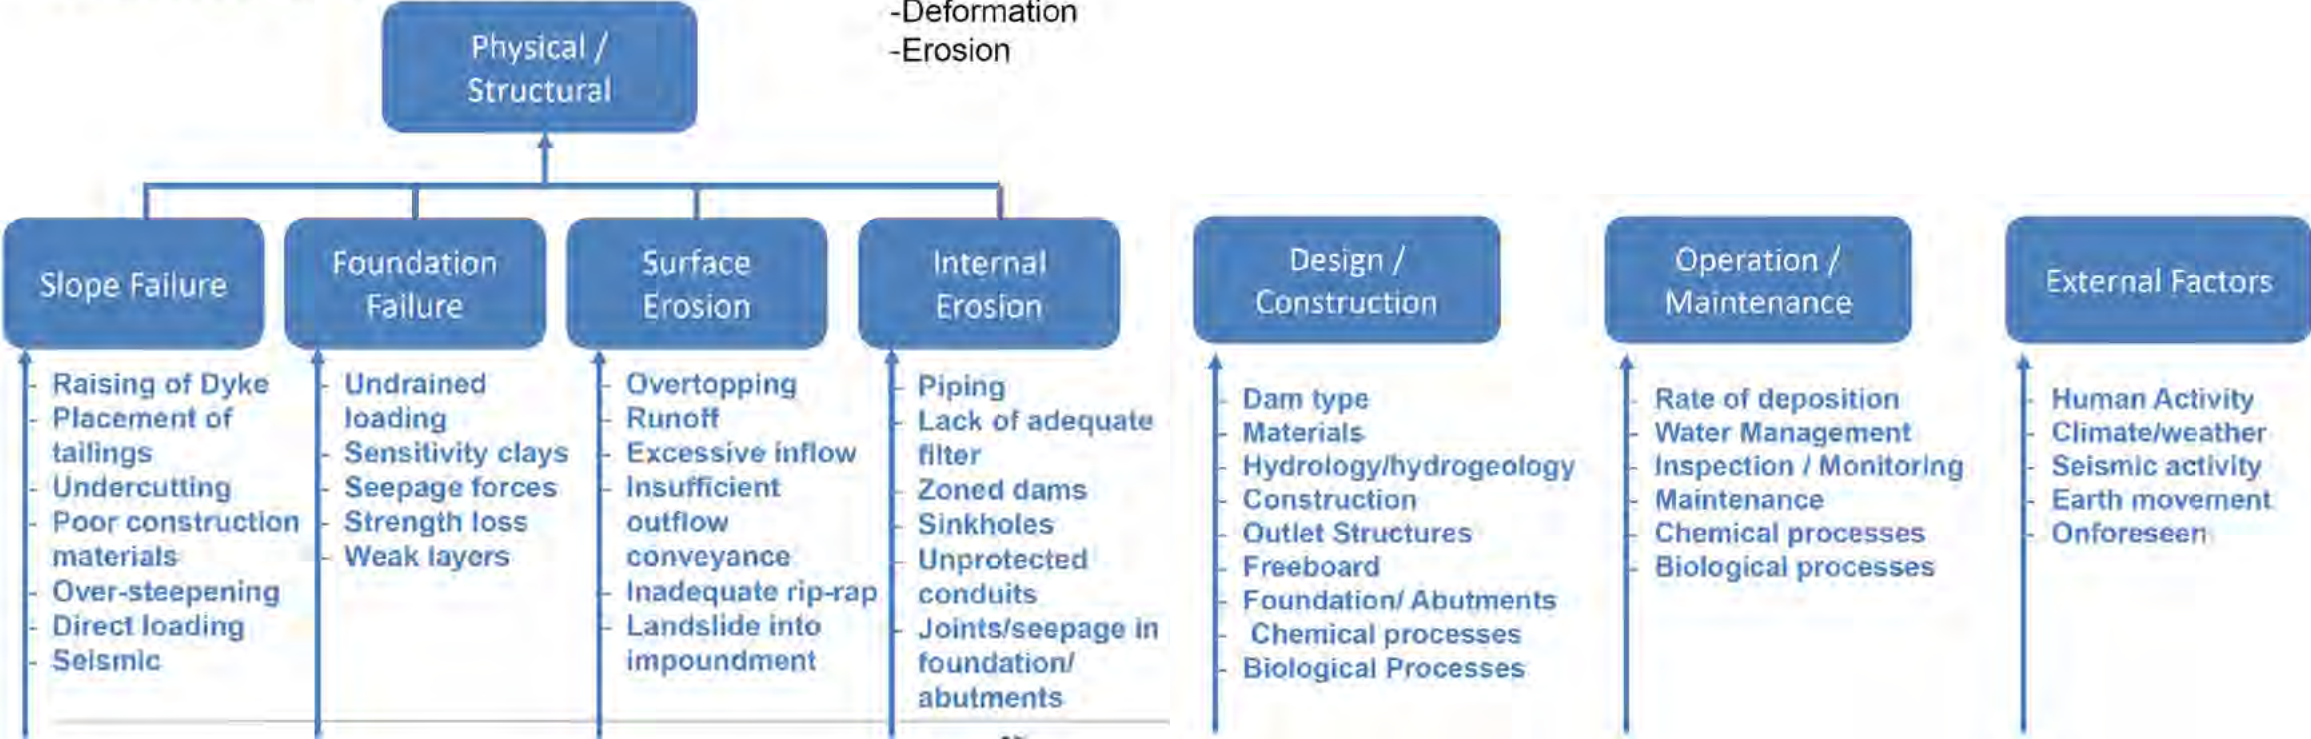 -Deformation
-Erosion
Physical /
Structural
Slope Failure
- Raising of Dyke
- Placement of
tailings
- Undercutting
- Poor construction
materials
- Over-steepening
- Direct loading
- Seismic
Foundation
Failure
- Undrained
loading
- Sensitivity clays
- Seepage forces
- Strength loss
- Weak layers
Surface
Erosion
- Overtopping
- Runoff
- Excessive inflow
- Insufficient
outflow
conveyance
- Inadequate rip-rap
- Landslide into
impoundment
Internal
Erosion
- Piping
- Lack of adequate
filter
- Zoned dams
- Sinkholes
- Unprotected
conduits
- Joints/seepage in
foundation/
abutments
Design /
Construction
- Dam type
- Materials
- Hydrology/hydrogeology
- Construction
- Outlet Structures
- Freeboard
- Foundation/ Abutments
- Chemical processes
- Biological Processes
Operation /
Maintenance
- Rate of deposition
- Water Management
- Inspection / Monitoring
- Maintenance
- Chemical processes
- Biological processes
External Factors
- Human Activity
- Climate/weather
- Seismic activity
- Earth movement
- Onforeseen